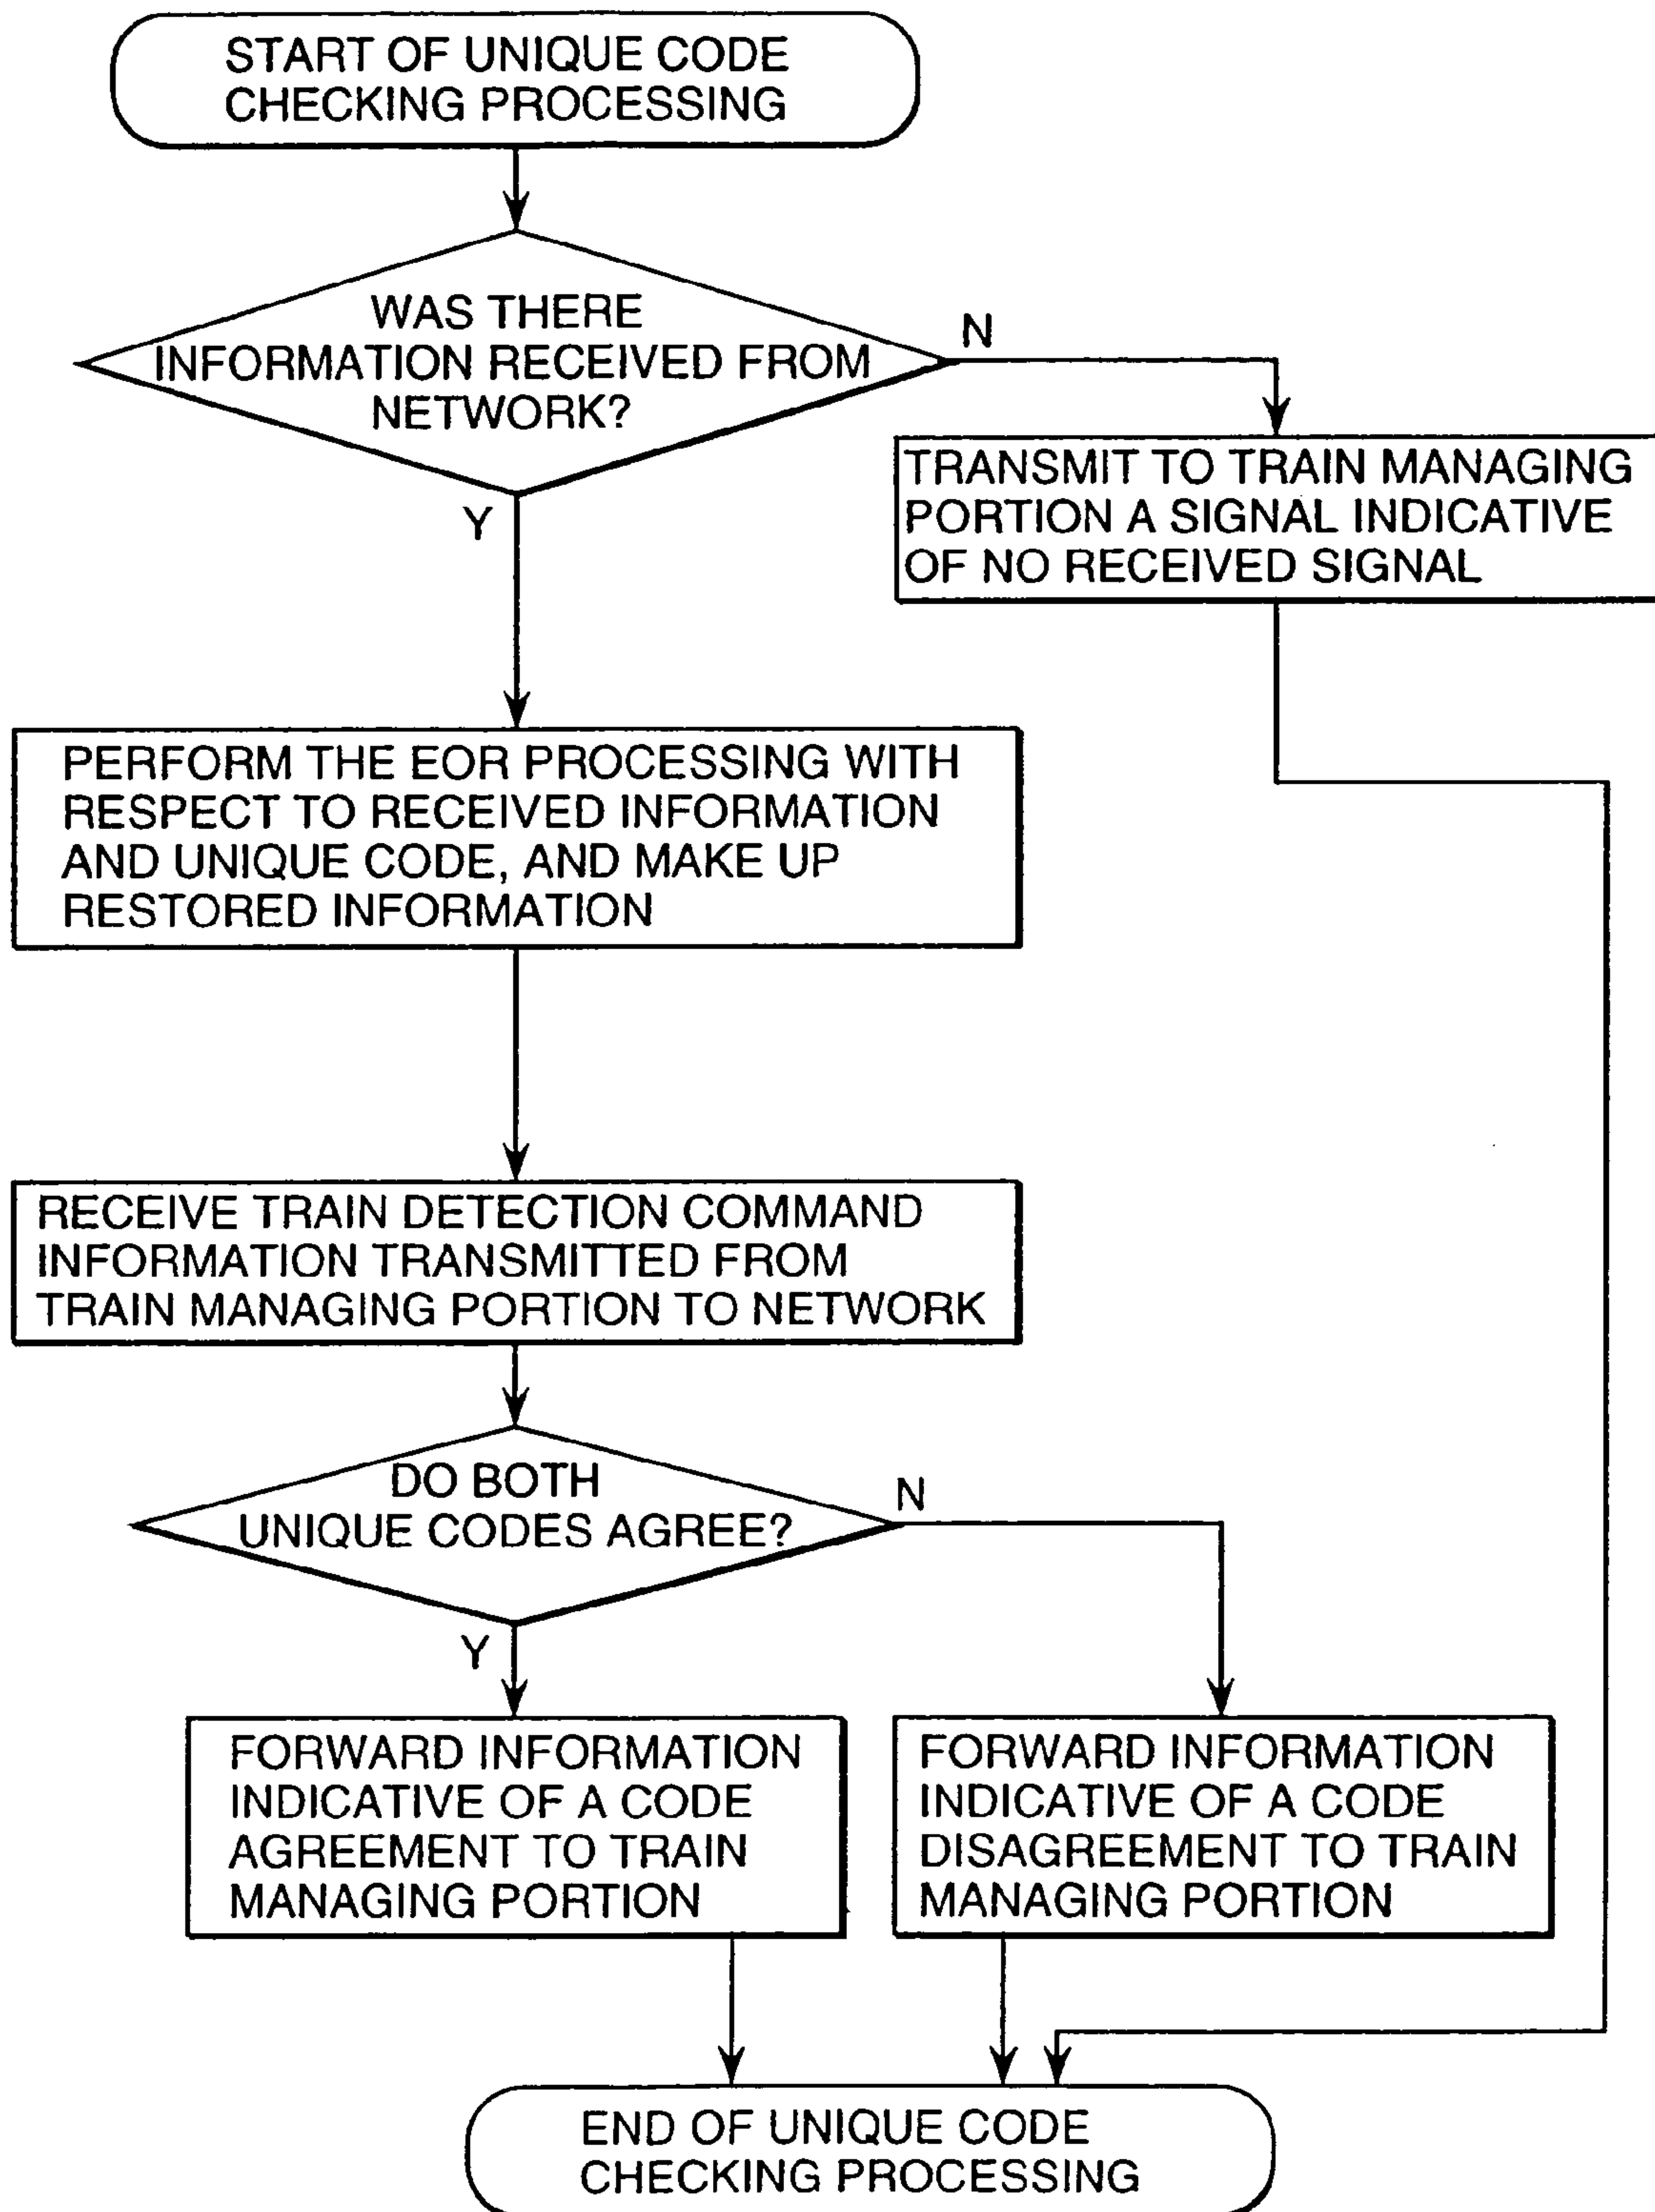 START OF UNIQUE CODE
CHECKING PROCESSING
WAS THERE
INFORMATION RECEIVED FROM
NETWORK?
N
Y
TRANSMIT TO TRAIN MANAGING
PORTION A SIGNAL INDICATIVE
OF NO RECEIVED SIGNAL
PERFORM THE EOR PROCESSING WITH
RESPECT TO RECEIVED INFORMATION
AND UNIQUE CODE, AND MAKE UP
RESTORED INFORMATION
RECEIVE TRAIN DETECTION COMMAND
INFORMATION TRANSMITTED FROM
TRAIN MANAGING PORTION TO NETWORK
DO BOTH
UNIQUE CODES AGREE?
N
Y
FORWARD INFORMATION
INDICATIVE OF A CODE
AGREEMENT TO TRAIN
MANAGING PORTION
FORWARD INFORMATION
INDICATIVE OF A CODE
DISAGREEMENT TO TRAIN
MANAGING PORTION
END OF UNIQUE CODE
CHECKING PROCESSING